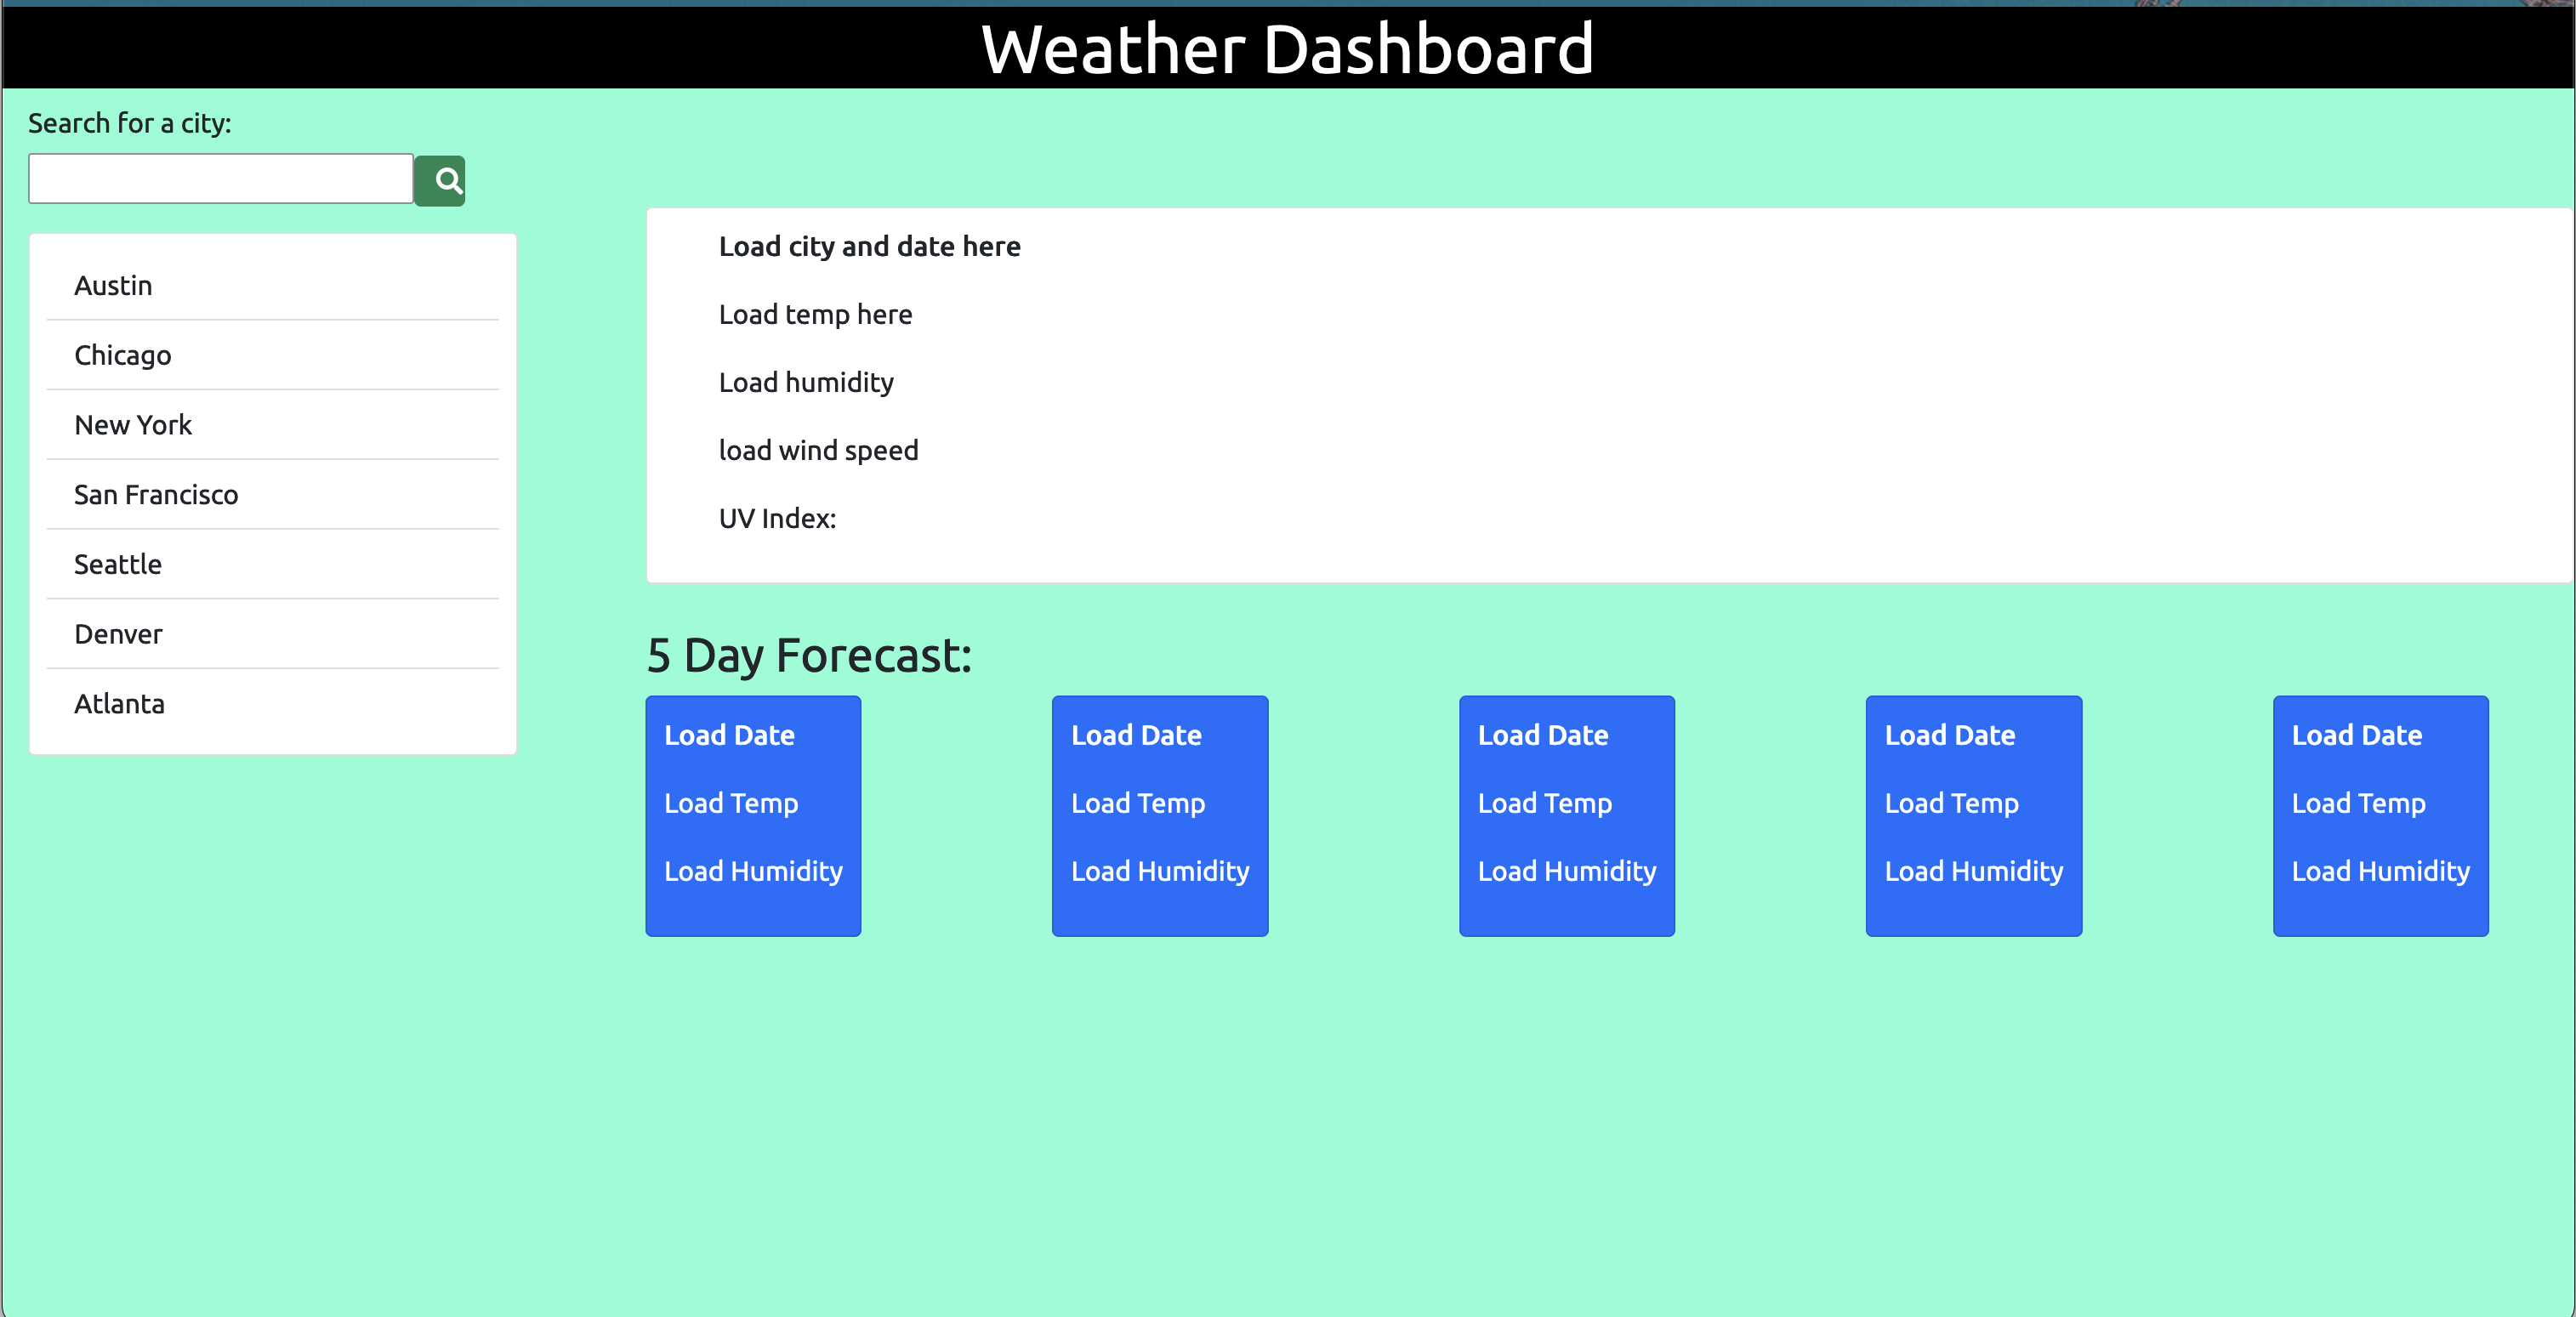 Weather Dashboard
Search for a city:
Austin
Chicago
New York
San Francisco
Seattle
Denver
Atlanta
Load city and date here
Load temp here
Load humidity
load wind speed
UV Index:
5 Day Forecast:
Load Date
Load Temp
Load Humidity
Load Date
Load Temp
Load Humidity
Load Date
Load Temp
Load Humidity
Load Date
Load Temp
Load Humidity
Load Date
Load Temp
Load Humidity